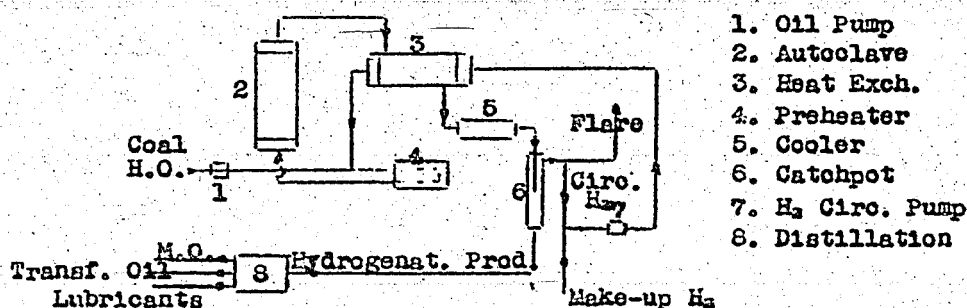 1. Oil Pump
2. Autoclave
3. Heat Exch.
4. Preheater
5. Cooler
6. Catchpot
7. H₂ Circ. Pump
8. Distillation
3
2
5
Flare
Coal
H.O.
4
1
6
Circ.
H₂
7
M.O.
Transf. Oil
8
Hydrogenat. Prod.
Lubricants
Make-up H₂